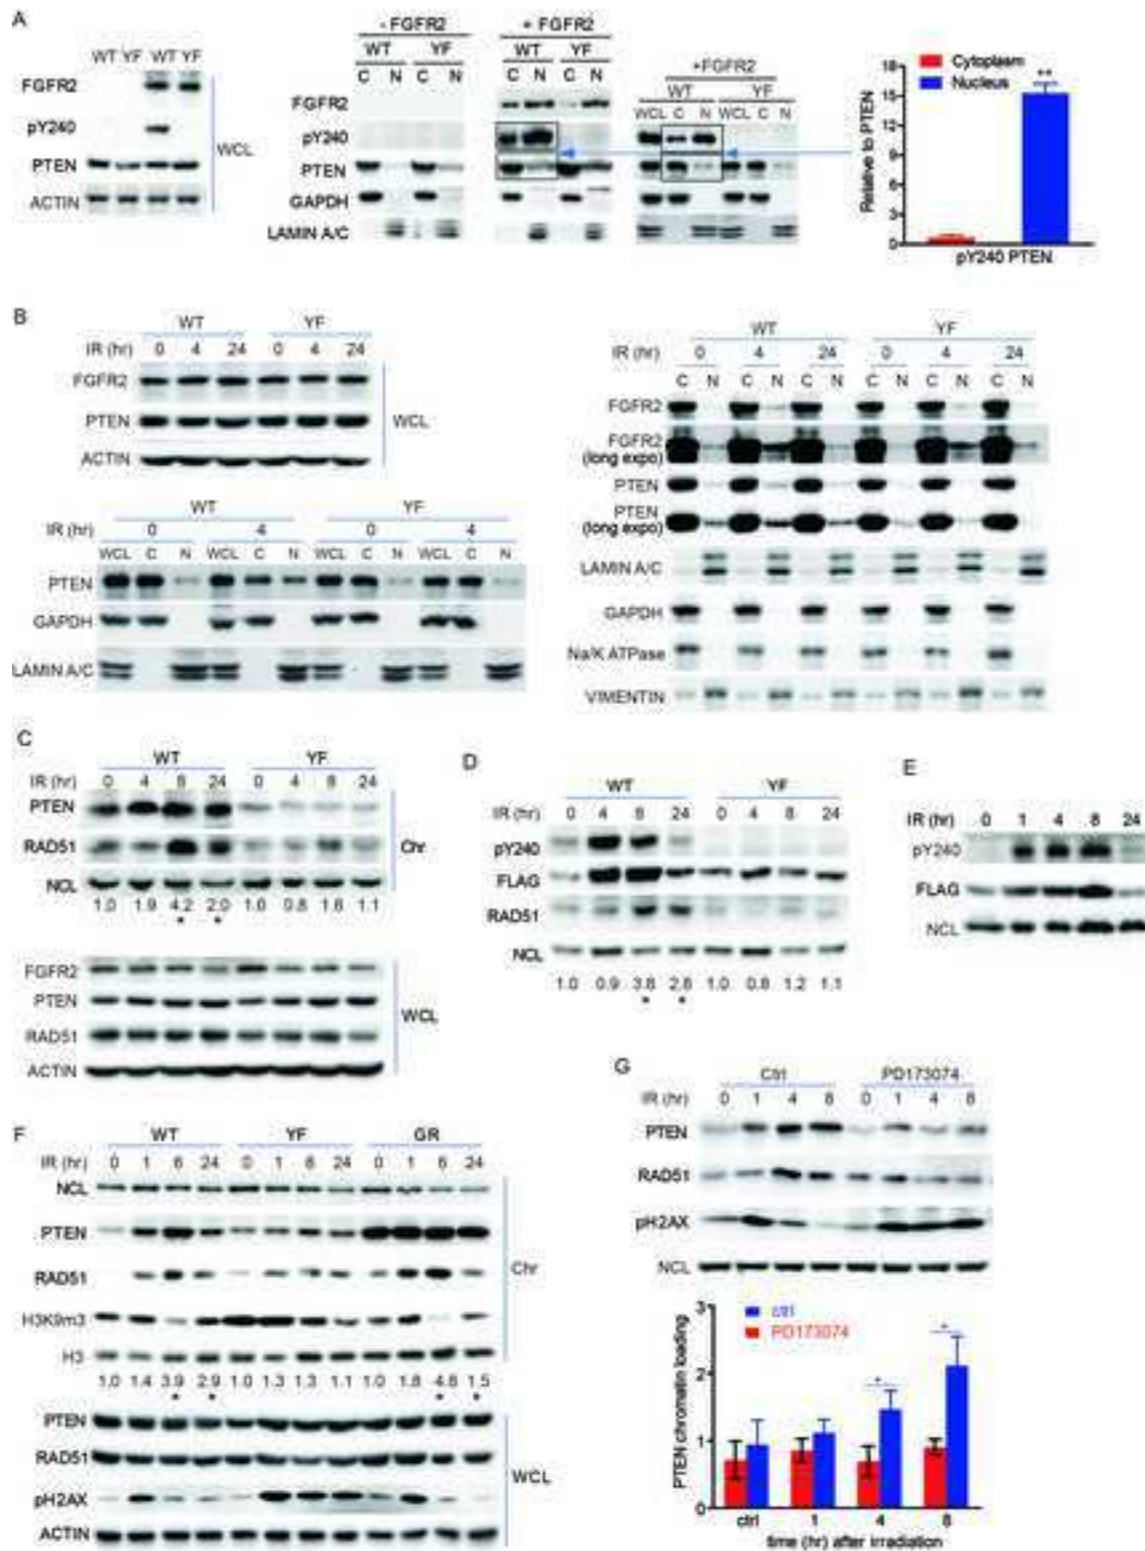 A
WT YF WT YF
FGFR2
pY240
PTEN
ACTIN
WCL
- FGFR2
+ FGFR2
WT YF WT YF
C N C N C N C N
FGFR2
pY240
PTEN
GAPDH
LAMIN A/C
+FGFR2
WT YF
WCL C N WCL C N
Cytoplasm
Nucleus
**
18
15
12
9
6
3
0
Relative to PTEN
pY240 PTEN
B
WT YF
IR (hr) 0 4 24 0 4 24
FGFR2
PTEN
ACTIN
WCL
WT YF
IR (hr) 0 4 0 4
WCL C N WCL C N WCL C N WCL C N
PTEN
GAPDH
LAMIN A/C
WT YF
IR (hr) 0 4 24 0 4 24
C N C N C N C N C N C N
FGFR2
FGFR2
(long expo)
PTEN
PTEN
(long expo)
LAMIN A/C
GAPDH
Na/K ATPase
VIMENTIN
C
WT YF
IR (hr) 0 4 8 24 0 4 8 24
PTEN
RAD51
NCL
Chr
1.0 1.9 4.2 2.0 0.8 1.1
* *
FGFR2
PTEN
RAD51
ACTIN
WCL
D
WT YF
IR (hr) 0 4 8 24 0 4 8 24
pY240
FLAG
RAD51
NCL
1.0 0.9 3.8 2.8 1.0 0.8 1.2 1.1
* *
E
IR (hr) 0 1 4 8 24
pY240
FLAG
NCL
F
WT YF GR
IR (hr) 0 1 6 24 0 1 6 24 0 1 6 24
NCL
PTEN
RAD51
H3K9m3
H3
Chr
1.0 1.4 3.9 2.9 1.0 1.3 1.3 1.1 1.0 1.8 4.8 1.5
* * * *
PTEN
RAD51
pH2AX
ACTIN
WCL
G
Ctrl PD173074
IR (hr) 0 1 4 8 0 1 4 8
PTEN
RAD51
pH2AX
NCL
ctrl
PD173074
3
2
1
0
PTEN chromatin loading
* *
ctrl 1 4 8
time (hr) after irradiation